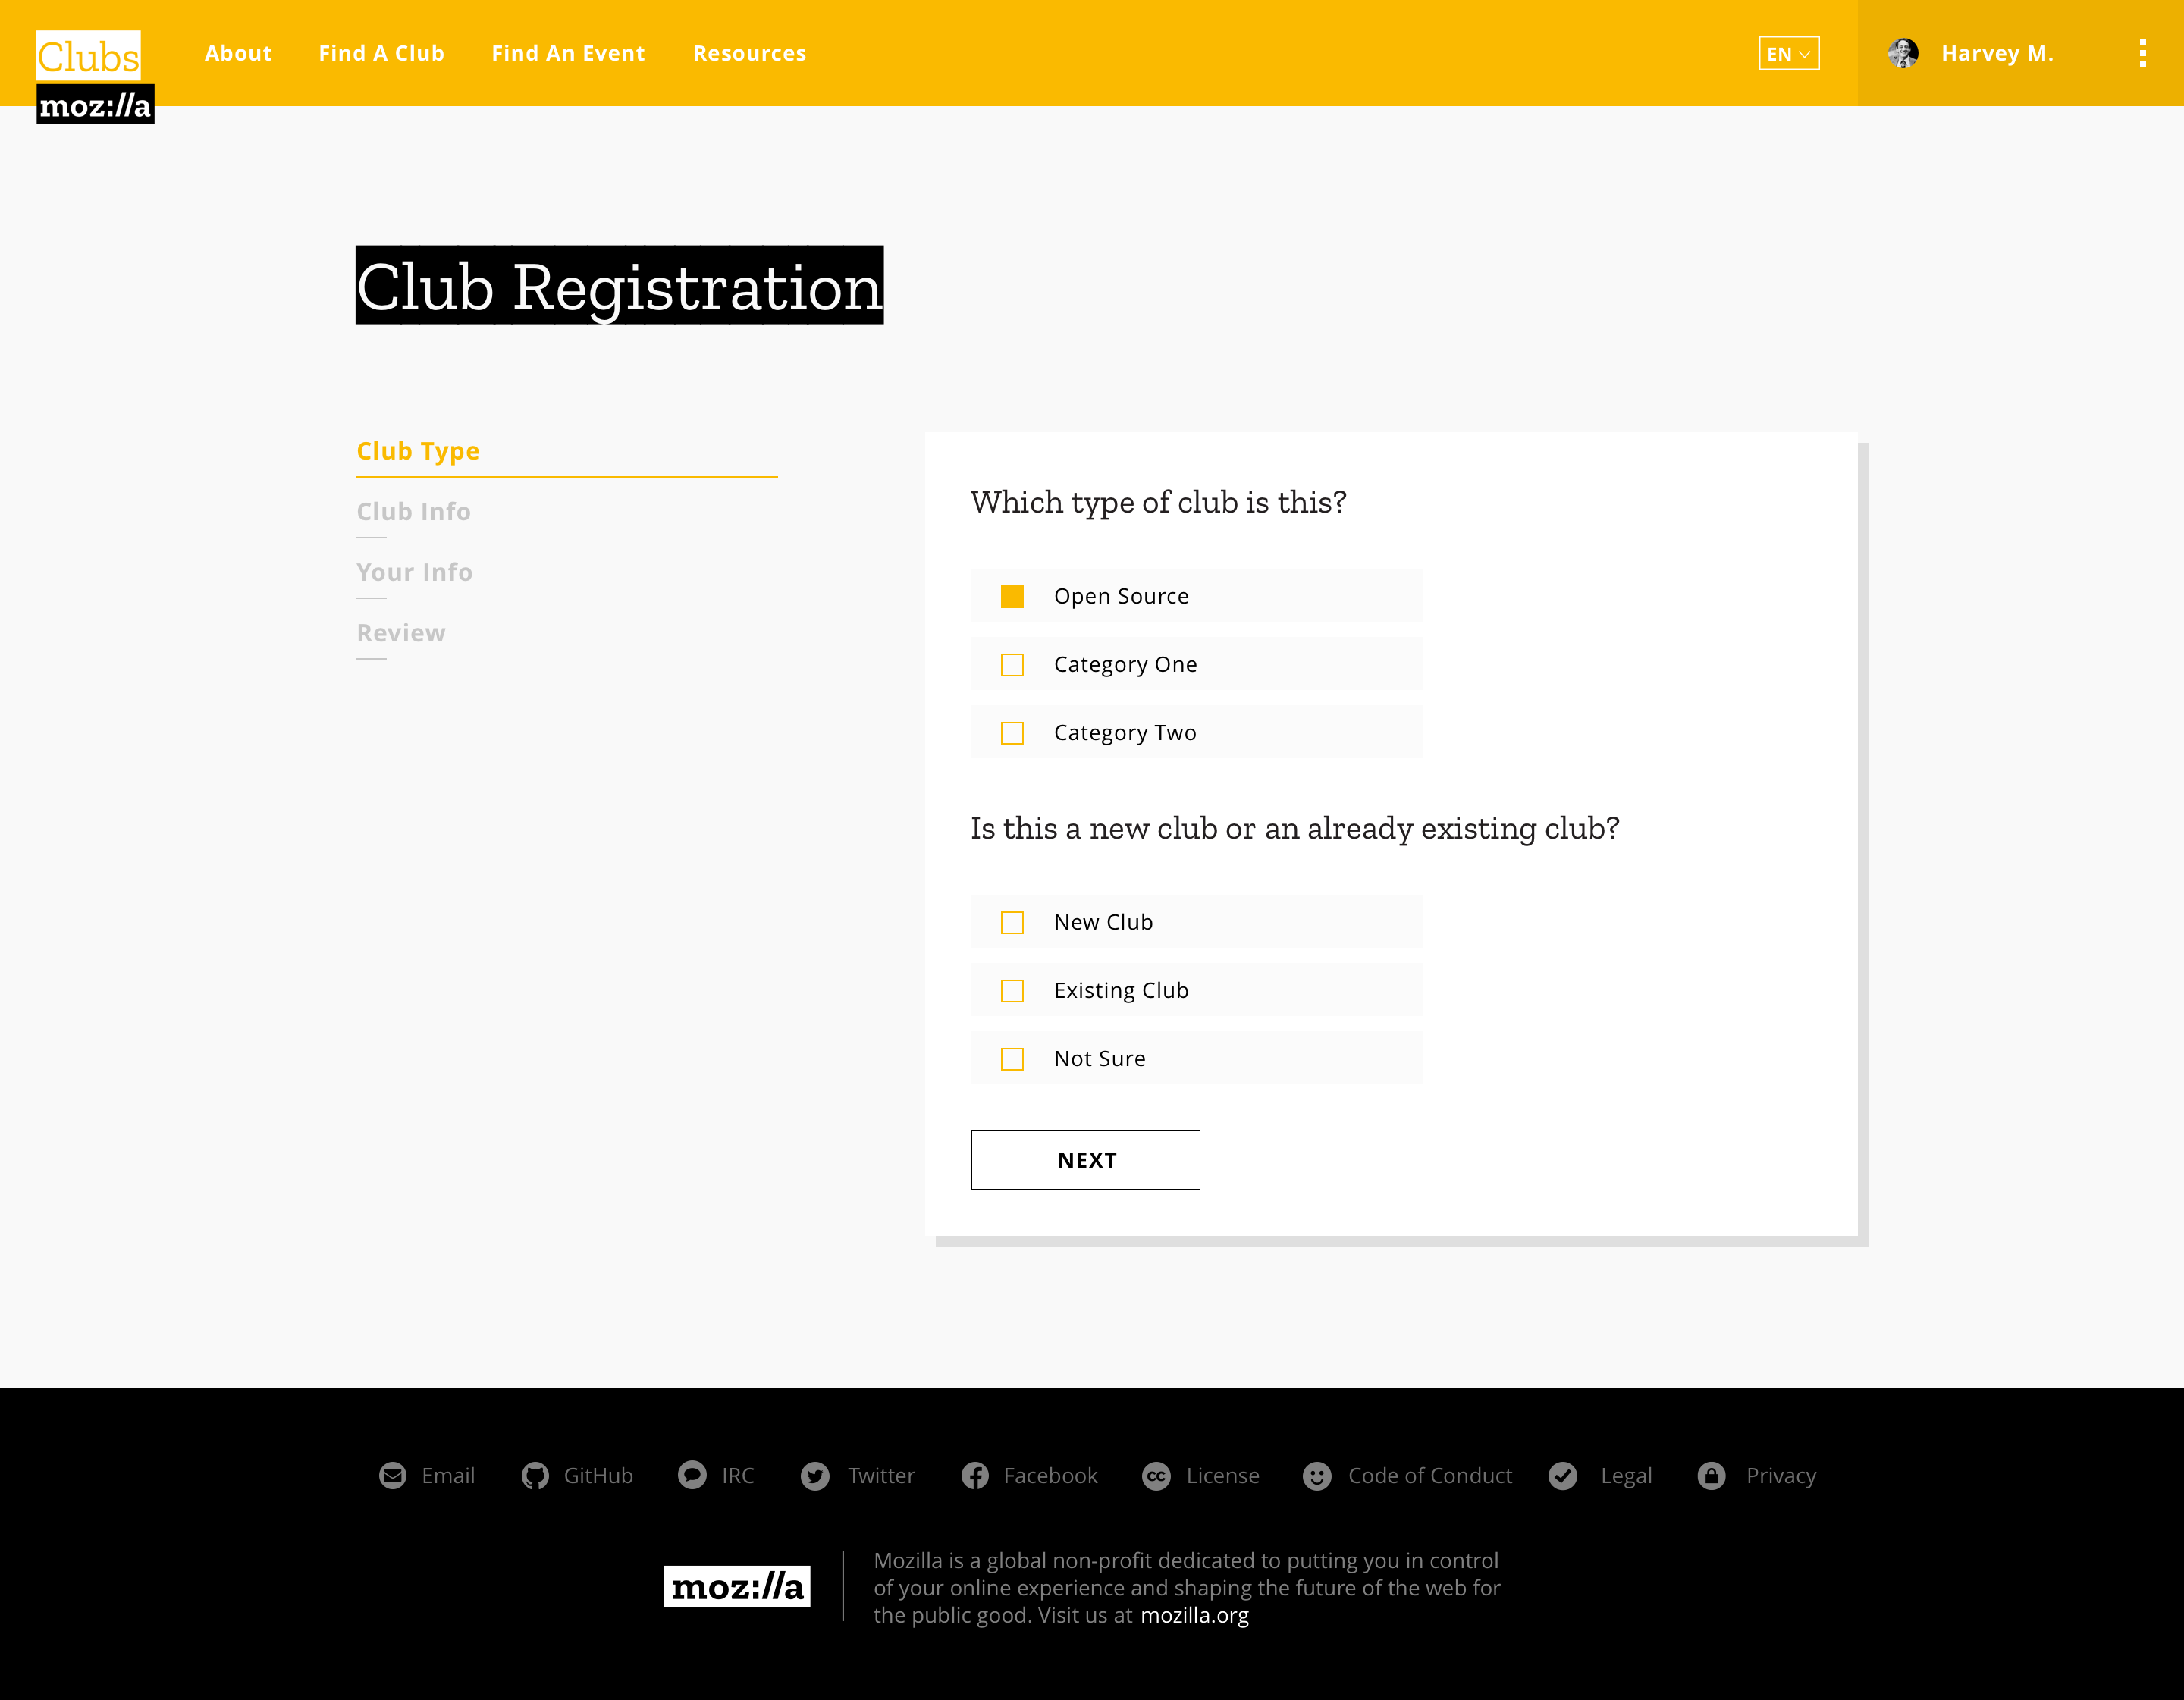 Clubs
moz://a
About Find A Club Find An Event Resources
EN
Harvey M.
Club Registration
Club Type
Club Info
Your Info
Review
Which type of club is this?
Open Source
Category One
Category Two
Is this a new club or an already existing club?
New Club
Existing Club
Not Sure
NEXT
Email GitHub IRC Twitter Facebook License Code of Conduct Legal Privacy
moz://a
Mozilla is a global non-profit dedicated to putting you in control
of your online experience and shaping the future of the web for
the public good. Visit us at mozilla.org